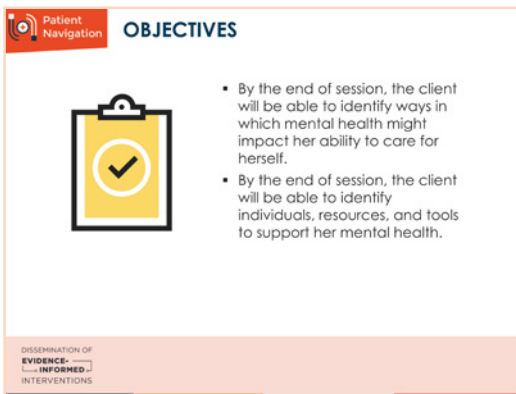 Patient
Navigation
OBJECTIVES
▪ By the end of session, the client
will be able to identify ways in
which mental health might
impact her ability to care for
herself.
▪ By the end of session, the client
will be able to identify
individuals, resources, and tools
to support her mental health.
DISSEMINATION OF
EVIDENCE-
INFORMED
INTERVENTIONS